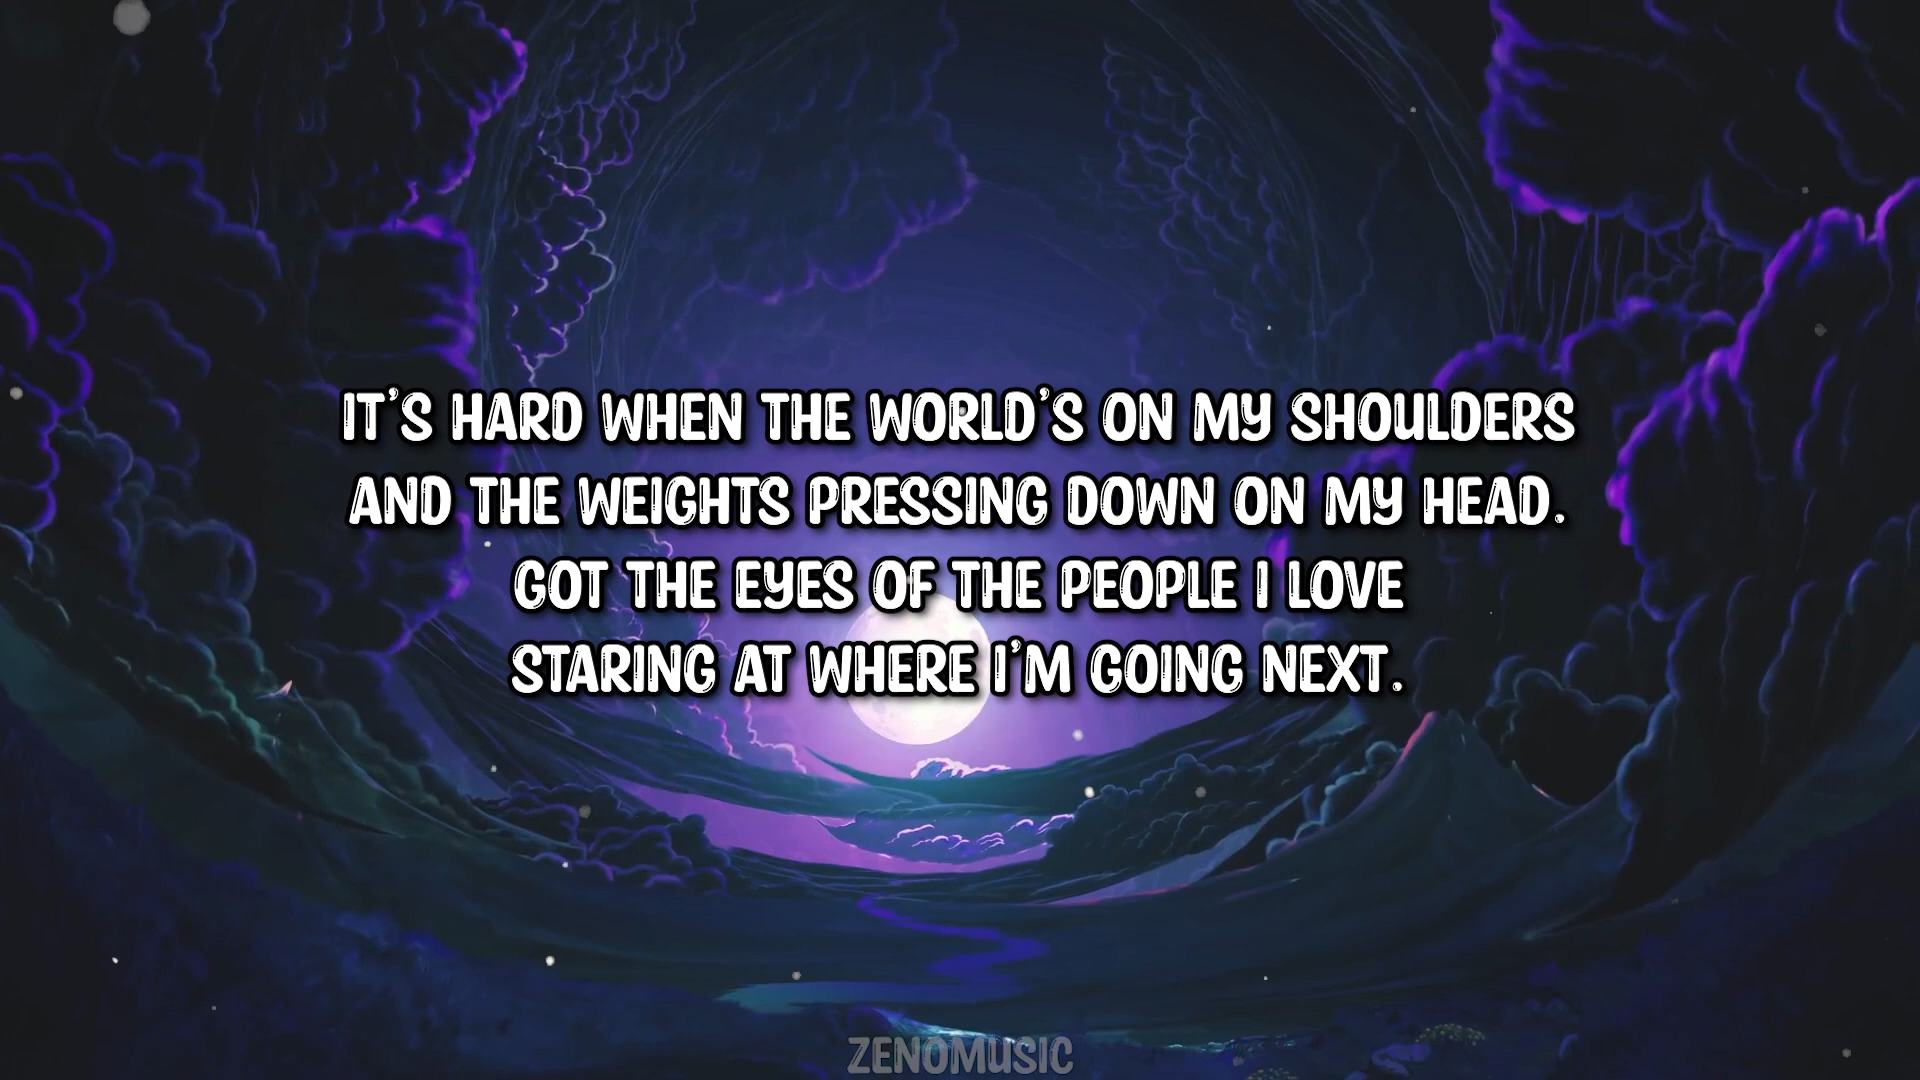 IT'S HARD WHEN THE WORLD'S ON MY SHOULDERS
AND THE WEIGHTS PRESSING DOWN ON MY HEAD.
GOT THE EYES OF THE PEOPLE I LOVE
STARING AT WHERE I'M GOING NEXT.
ZENOMUSIC